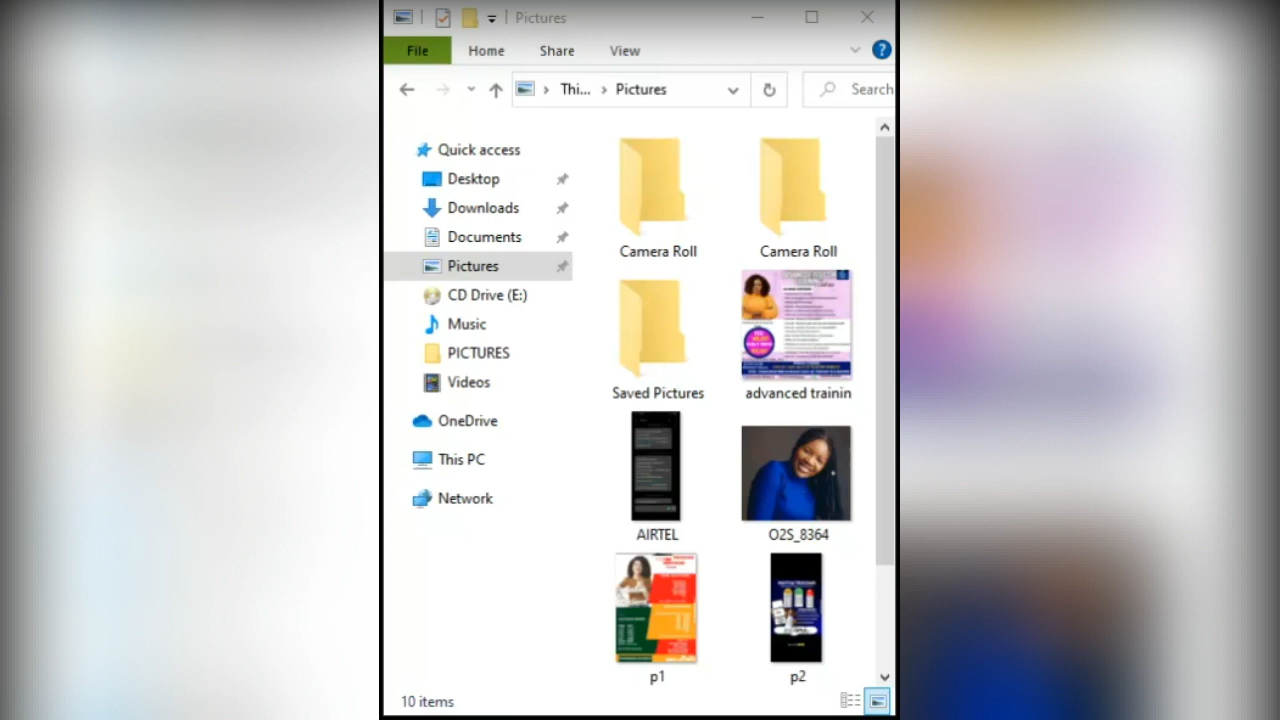 Pictures
File Home Share View
Thi... Pictures
Search
Quick access
Desktop
Downloads
Documents
Pictures
CD Drive (E:)
Music
PICTURES
Videos
OneDrive
This PC
Network
Camera Roll Camera Roll
Saved Pictures advanced trainin
AIRTEL O2S_8364
p1 p2
10 items